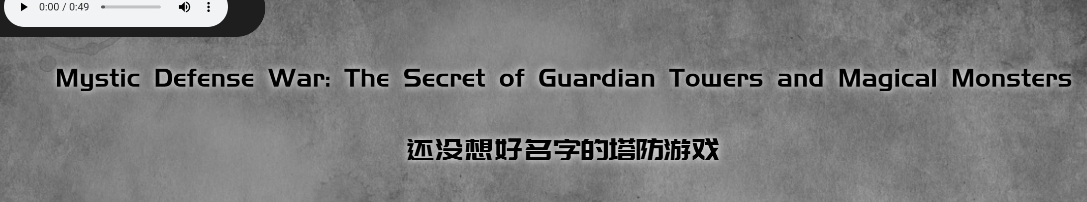 0:00 / 0:49
Mystic Defense War: The Secret of Guardian Towers and Magical Monsters
还没想好名字的塔防游戏